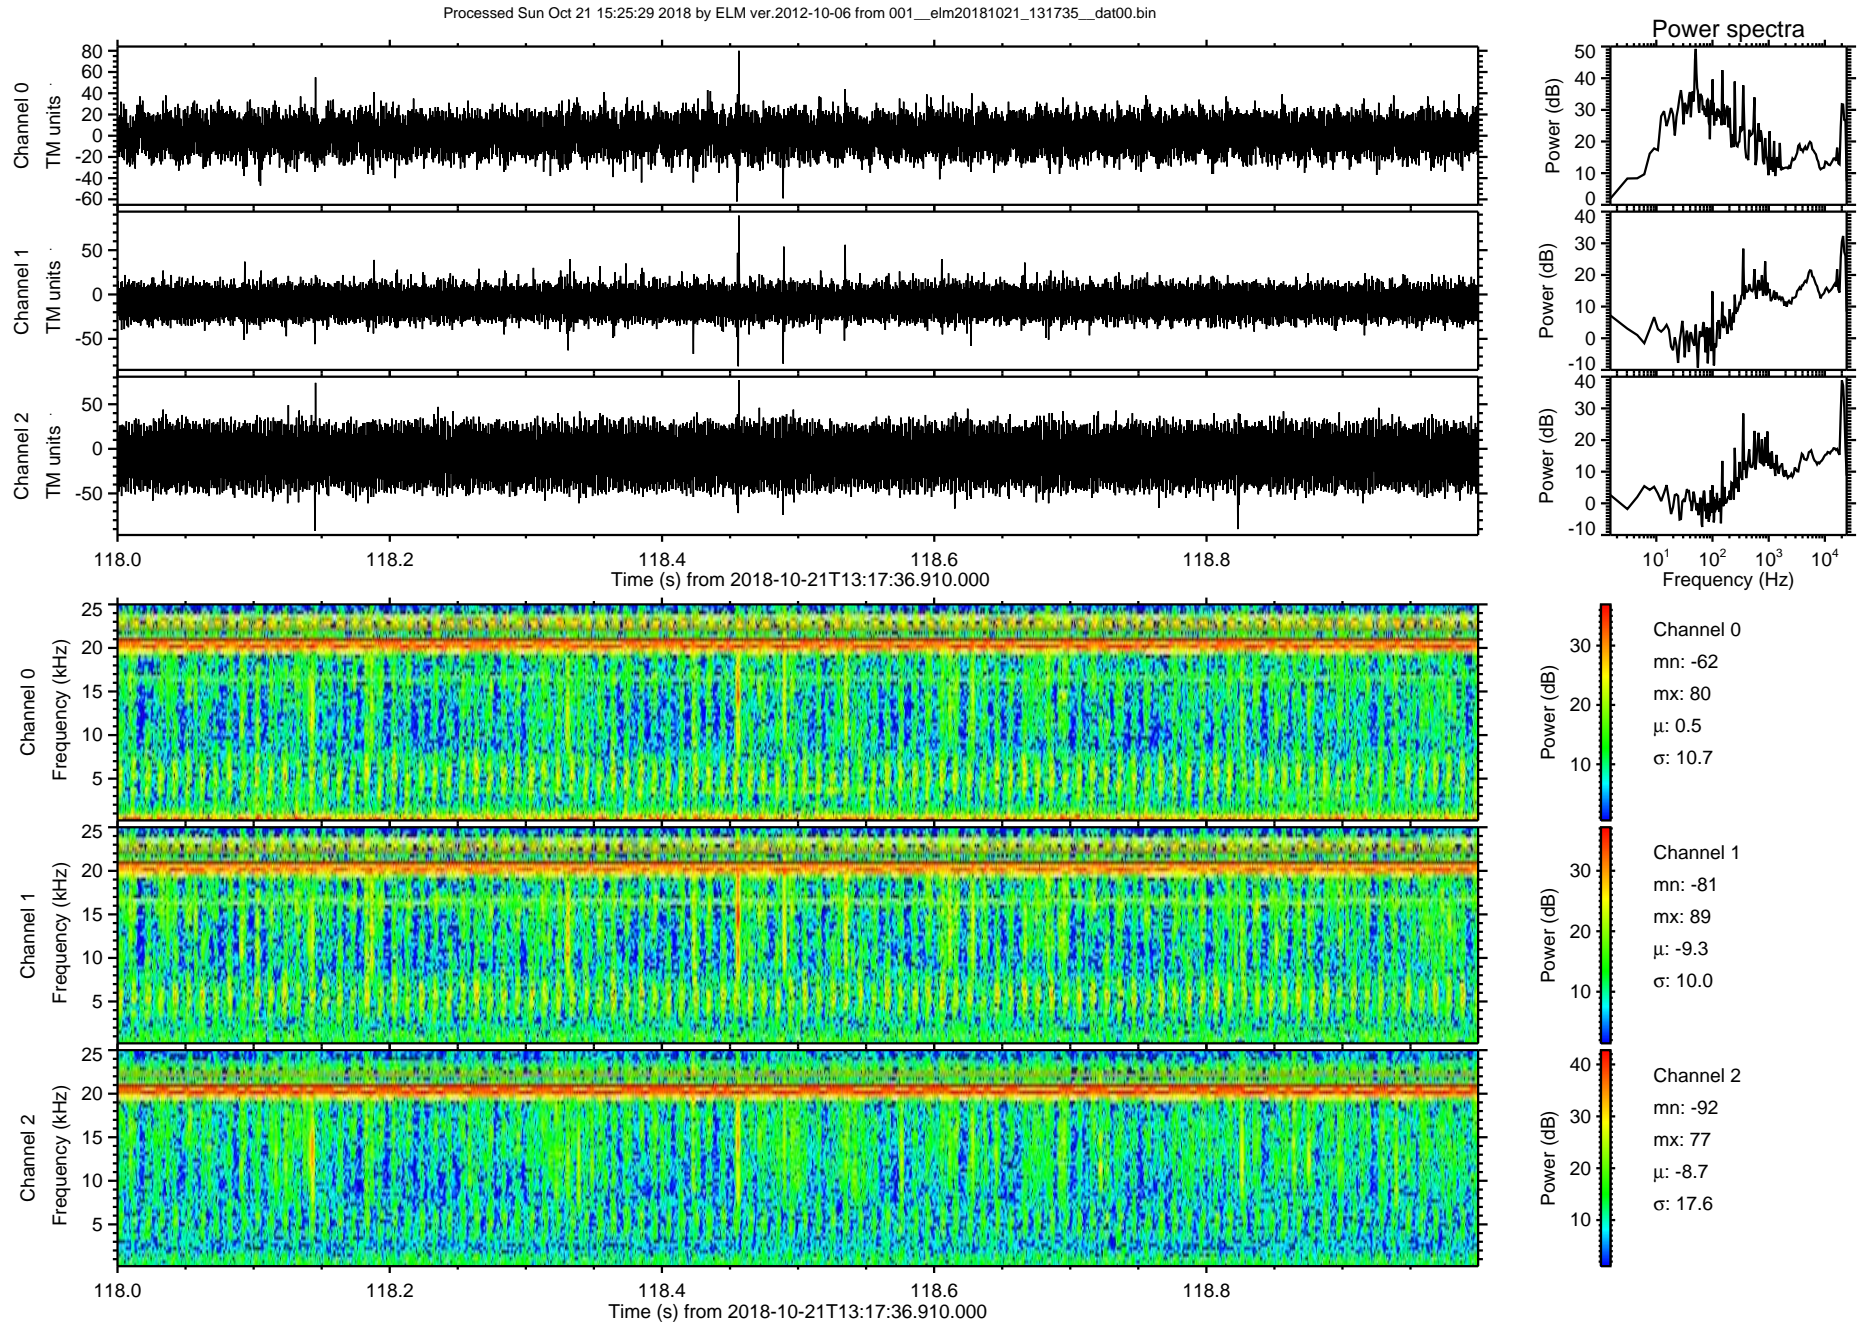 Processed Sun Oct 21 15:25:29 2018 by ELM ver.2012-10-06 from 001__elm20181021_131735__dat00.bin
Power spectra
Channel 0
TM units
80
60
40
20
0
-20
-40
-60
Power (dB)
50
40
30
20
10
0
Channel 1
TM units
50
0
-50
Power (dB)
40
30
20
10
0
-10
Channel 2
TM units
50
0
-50
Power (dB)
40
30
20
10
0
-10
118.0 118.2 118.4 118.6 118.8
Time (s) from 2018-10-21T13:17:36.910.000
10^1 10^2 10^3 10^4
Frequency (Hz)
Channel 0
Frequency (kHz)
25
20
15
10
5
Power (dB)
30
20
10
Channel 0
mn: -62
mx: 80
μ: 0.5
σ: 10.7
Channel 1
Frequency (kHz)
25
20
15
10
5
Power (dB)
30
20
10
Channel 1
mn: -81
mx: 89
μ: -9.3
σ: 10.0
Channel 2
Frequency (kHz)
25
20
15
10
5
Power (dB)
40
30
20
10
Channel 2
mn: -92
mx: 77
μ: -8.7
σ: 17.6
118.0 118.2 118.4 118.6 118.8
Time (s) from 2018-10-21T13:17:36.910.000